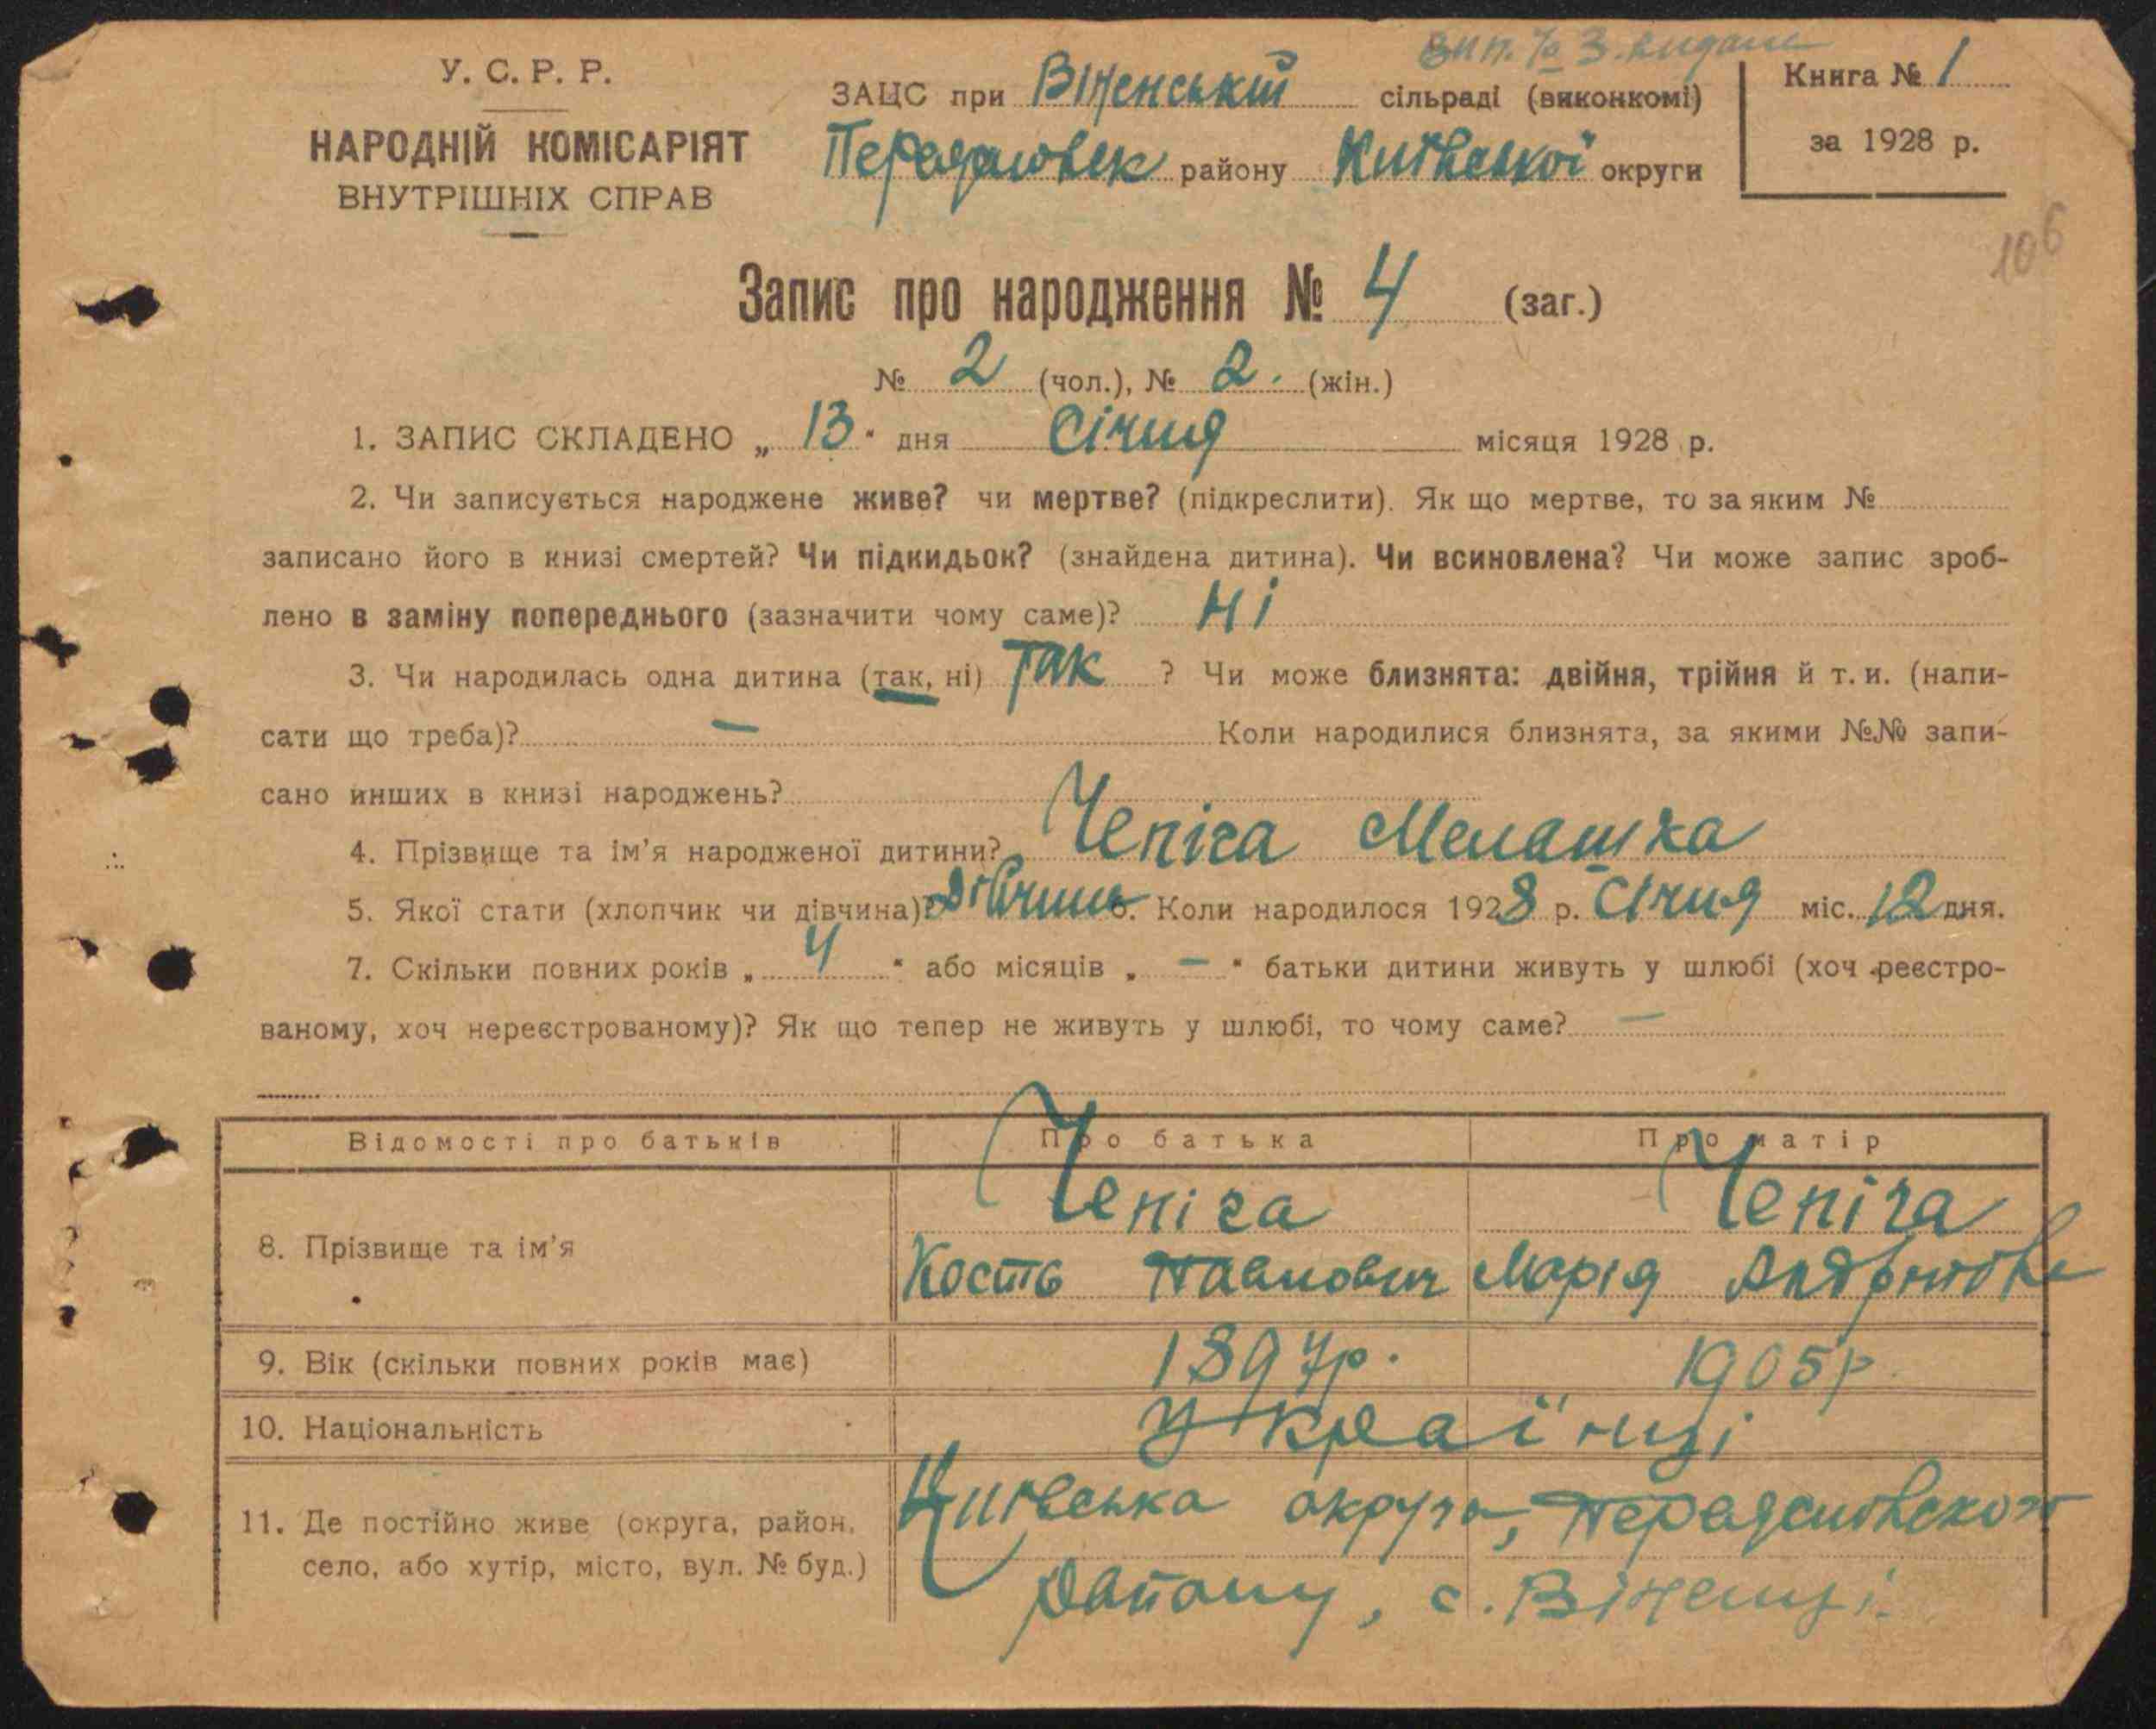 Вип. № 3. видана
У. С. Р. Р.
НАРОДНІЙ КОМІСАРІЯТ
ВНУТРІШНІХ СПРАВ
ЗАЦС при Віненській сільраді (виконкомі)
району Київської округи
Книга № 1
за 1928 р.
106
Запис про народження № 4 (заг.)
№ 2 (чол.), № 2. (жін.)
1. ЗАПИС СКЛАДЕНО „ 13 " дня Січня місяця 1928 р.
2. Чи записується народжене живе? чи мертве? (підкреслити). Як що мертве, то за яким №
записано його в книзі смертей? Чи підкидьок? (знайдена дитина). Чи всиновлена? Чи може запис зроб-
лено в заміну попереднього (зазначити чому саме)? Ні
3. Чи народилась одна дитина (так, ні) Так ? Чи може близнята: двійня, трійня й т. и. (напи-
сати що треба)? — Коли народилися близнята, за якими №№ запи-
сано инших в книзі народжень?
4. Прізвище та ім'я народженої дитини? Чепіга Мелашка
5. Якої стати (хлопчик чи дівчина)? 6. Коли народилося 1928 р. Січня міс. 12 дня.
7. Скільки повних років „ 4 " або місяців „ — " батьки дитини живуть у шлюбі (хоч реєстро-
ваному, хоч нереєстрованому)? Як що тепер не живуть у шлюбі, то чому саме? —
Відомості про батьків Про батька Про матір
8. Прізвище та ім'я Чепіга Чепіга
Кость Павлович Марія
9. Вік (скільки повних років має) 1897р. 1905р.
10. Національність Українці
11. Де постійно живе (округа, район, Київська округа,
село, або хутір, місто, вул. № буд.) с.